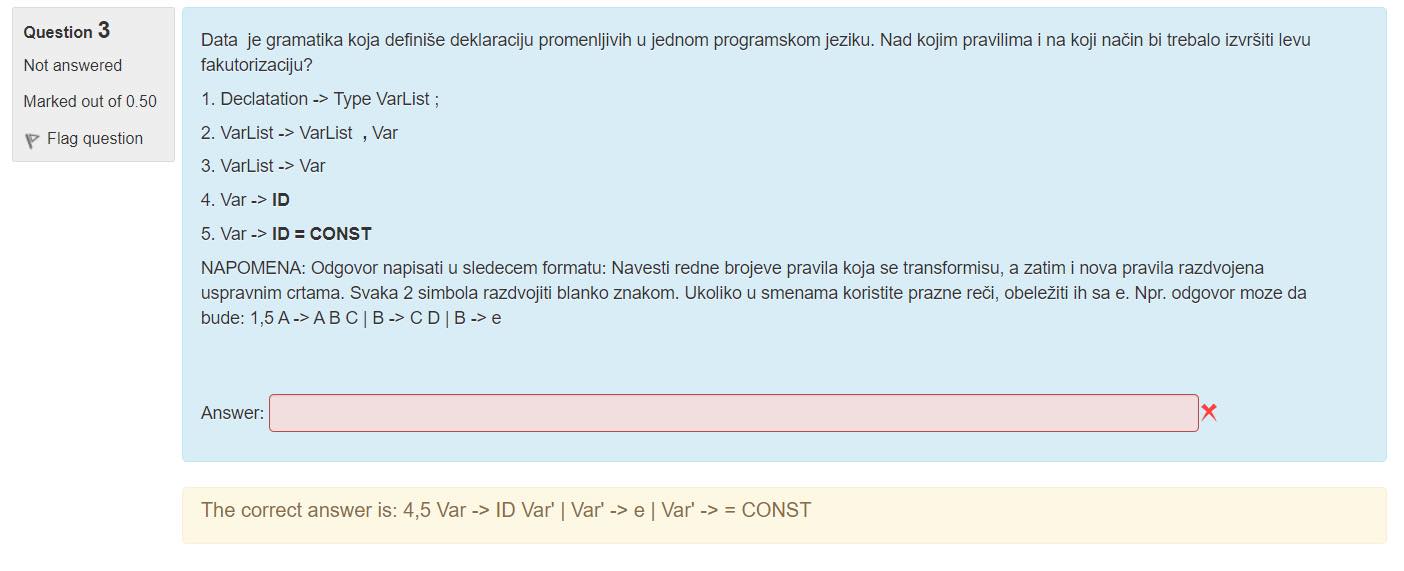 Question 3
Not answered
Marked out of 0.50
Flag question
Data je gramatika koja definiše deklaraciju promenljivih u jednom programskom jeziku. Nad kojim pravilima i na koji način bi trebalo izvršiti levu
fakutorizaciju?
1. Declatation -> Type VarList ;
2. VarList -> VarList , Var
3. VarList -> Var
4. Var -> ID
5. Var -> ID = CONST
NAPOMENA: Odgovor napisati u sledecem formatu: Navesti redne brojeve pravila koja se transformisu, a zatim i nova pravila razdvojena
uspravnim crtama. Svaka 2 simbola razdvojiti blanko znakom. Ukoliko u smenama koristite prazne reči, obeležiti ih sa e. Npr. odgovor moze da
bude: 1,5 A -> A B C | B -> C D | B -> e
Answer:
The correct answer is: 4,5 Var -> ID Var' | Var' -> e | Var' -> = CONST